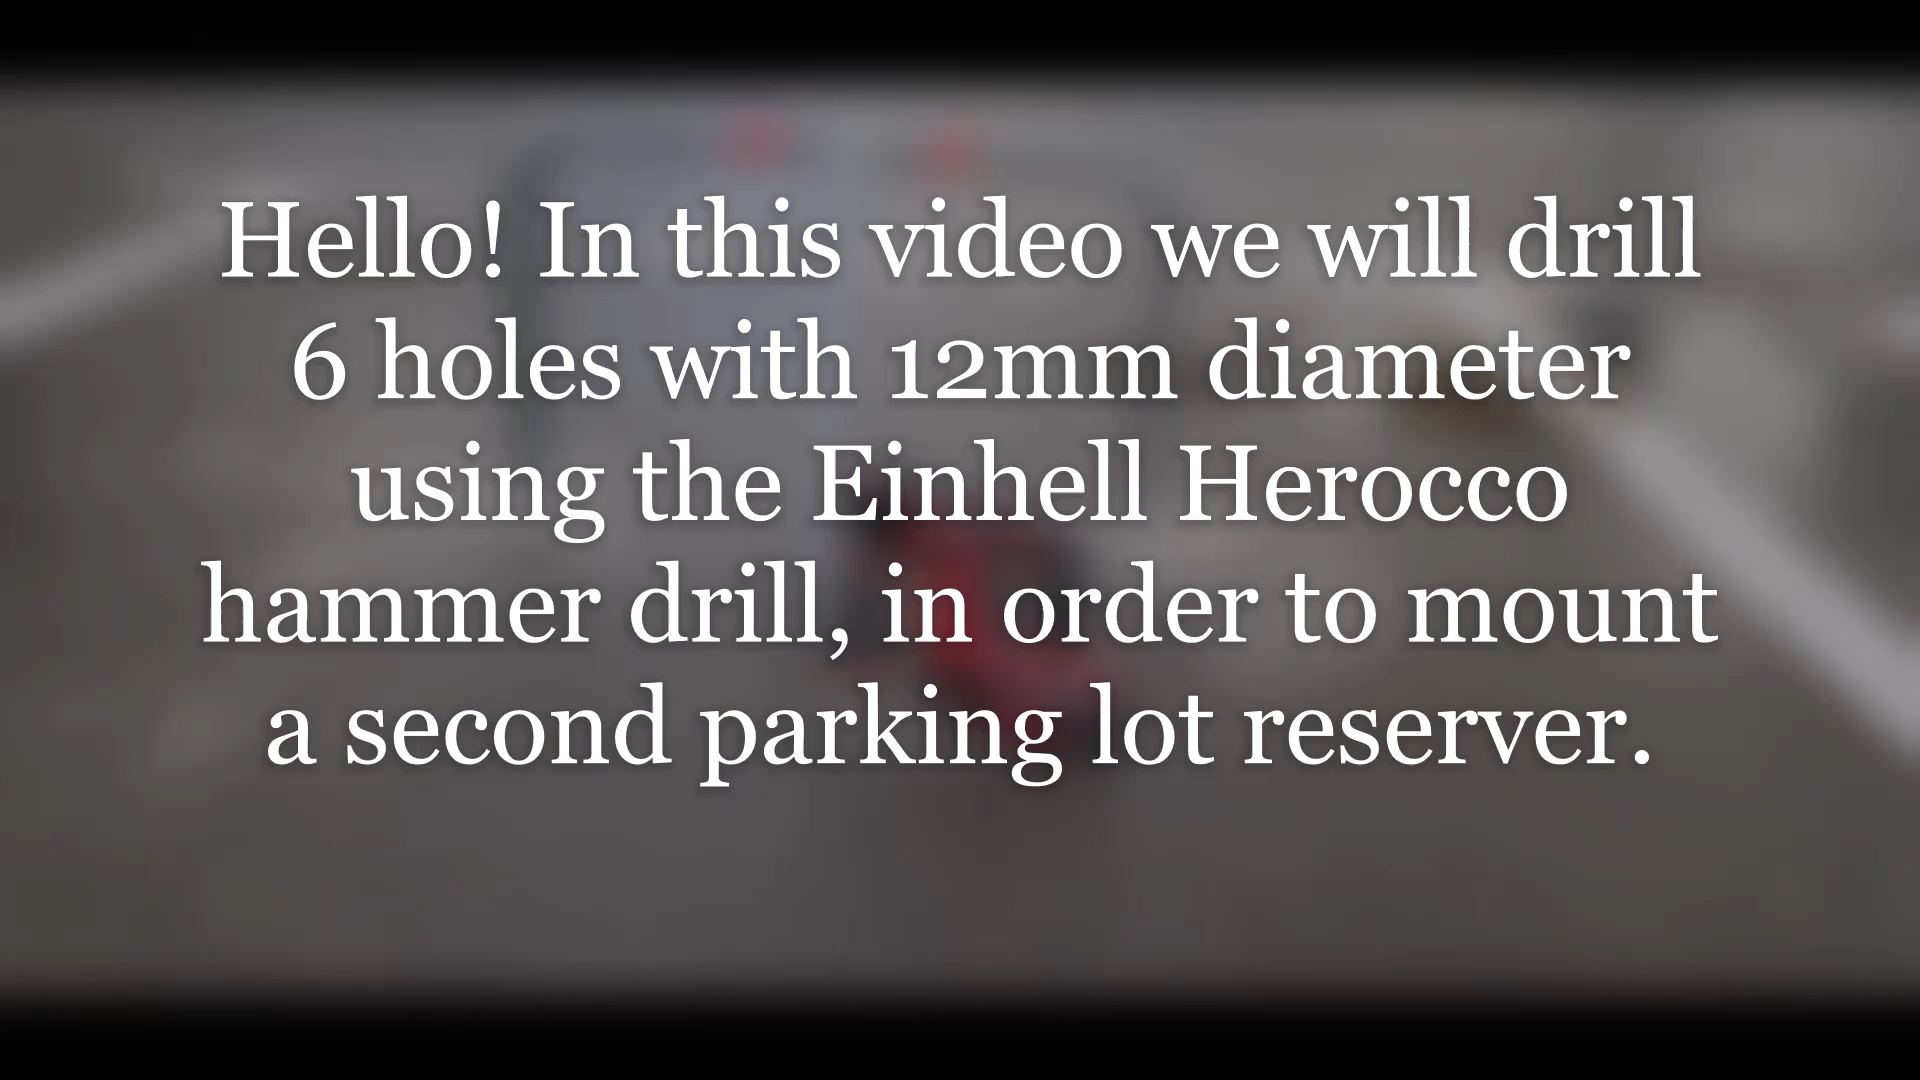 Hello! In this video we will drill
6 holes with 12mm diameter
using the Einhell Herocco
hammer drill, in order to mount
a second parking lot reserver.